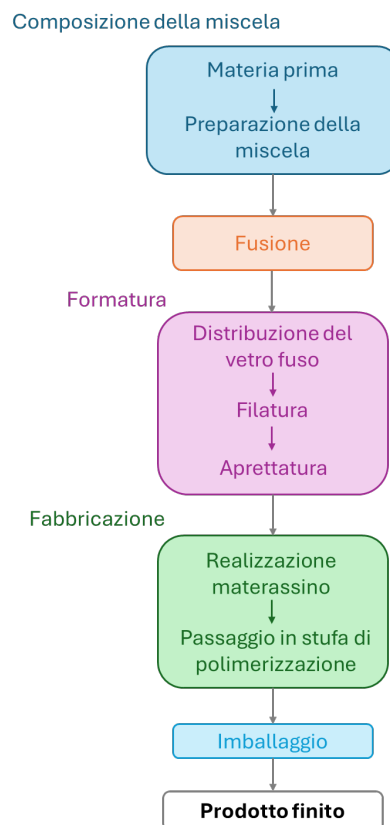 Composizione della miscela
Materia prima
Preparazione della
miscela
Fusione
Formatura
Distribuzione del
vetro fuso
Filatura
Aprettatura
Fabbricazione
Realizzazione
materassino
Passaggio in stufa di
polimerizzazione
Imballaggio
Prodotto finito